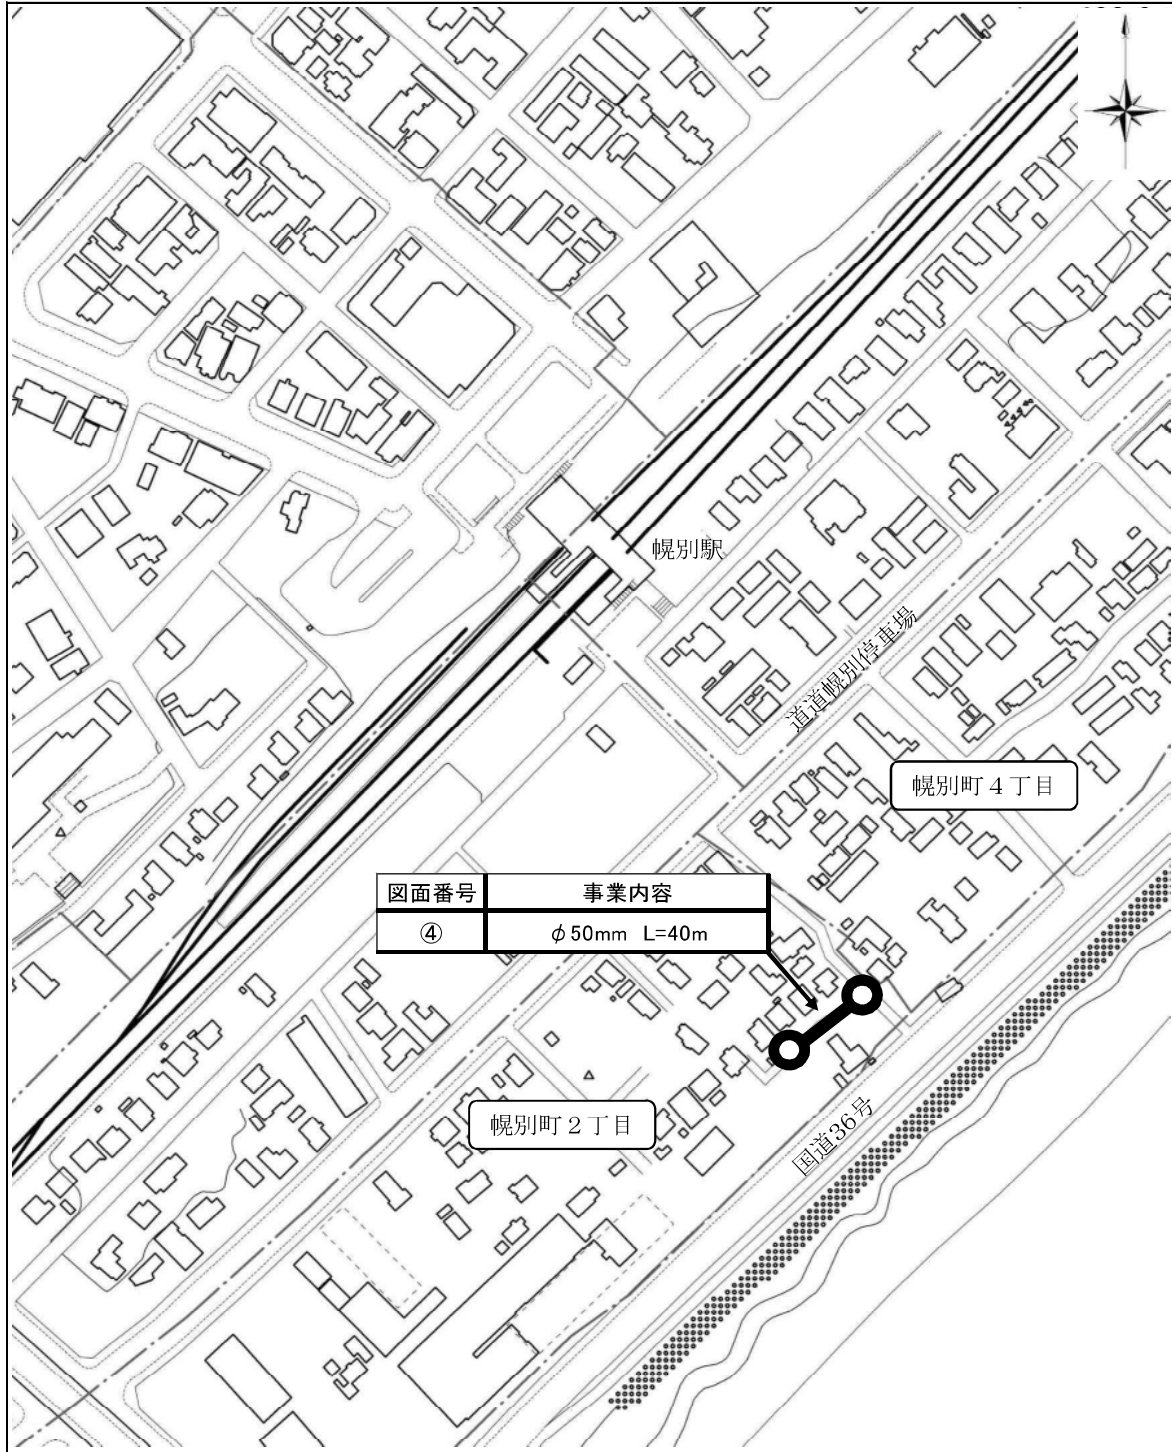 幌別駅
道道幌別停車場
幌別町４丁目
図面番号 事業内容
④ φ50mm L=40m
幌別町２丁目
国道36号